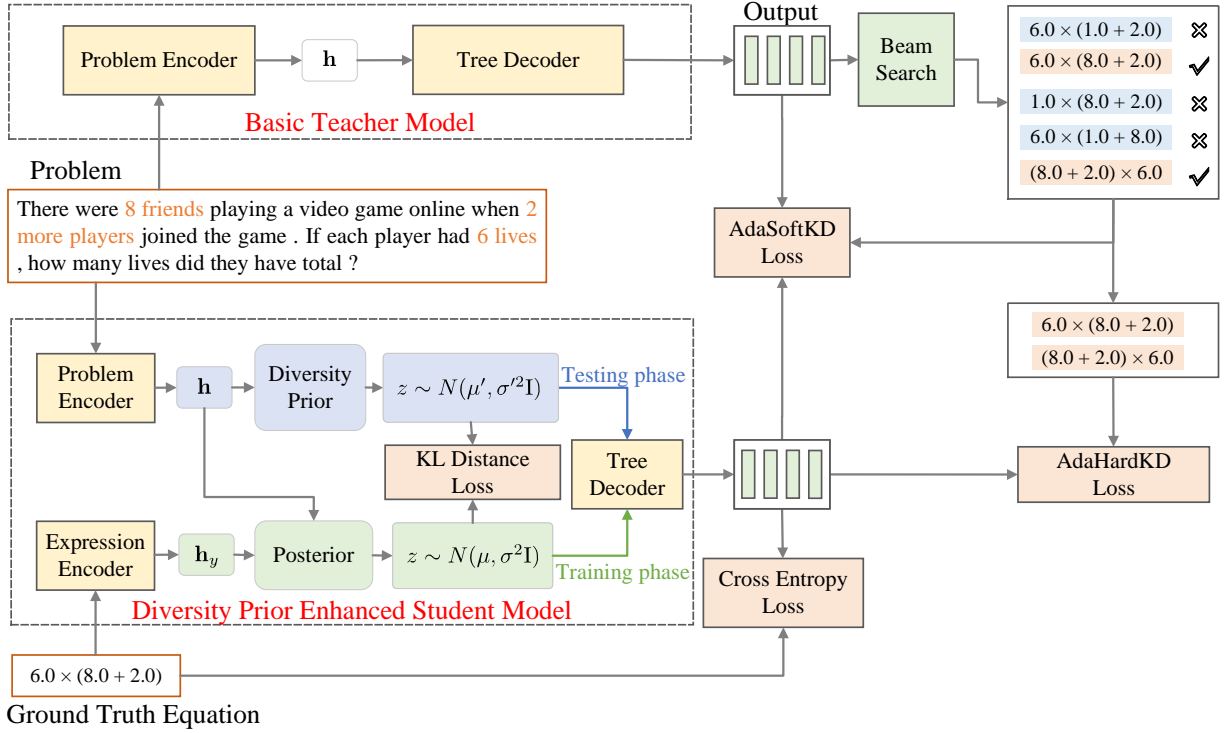 Output
Problem Encoder
h
Tree Decoder
Beam
Search
Basic Teacher Model
6.0 × (1.0 + 2.0)
6.0 × (8.0 + 2.0)
1.0 × (8.0 + 2.0)
6.0 × (1.0 + 8.0)
(8.0 + 2.0) × 6.0
Problem
There were 8 friends playing a video game online when 2
more players joined the game . If each player had 6 lives
, how many lives did they have total ?
AdaSoftKD
Loss
6.0 × (8.0 + 2.0)
(8.0 + 2.0) × 6.0
Problem
Encoder
h
Diversity
Prior
z ∼ N(μ′, σ′²I)
Testing phase
KL Distance
Loss
Tree
Decoder
AdaHardKD
Loss
Expression
Encoder
h_y
Posterior
z ∼ N(μ, σ²I)
Training phase
Cross Entropy
Loss
Diversity Prior Enhanced Student Model
6.0 × (8.0 + 2.0)
Ground Truth Equation